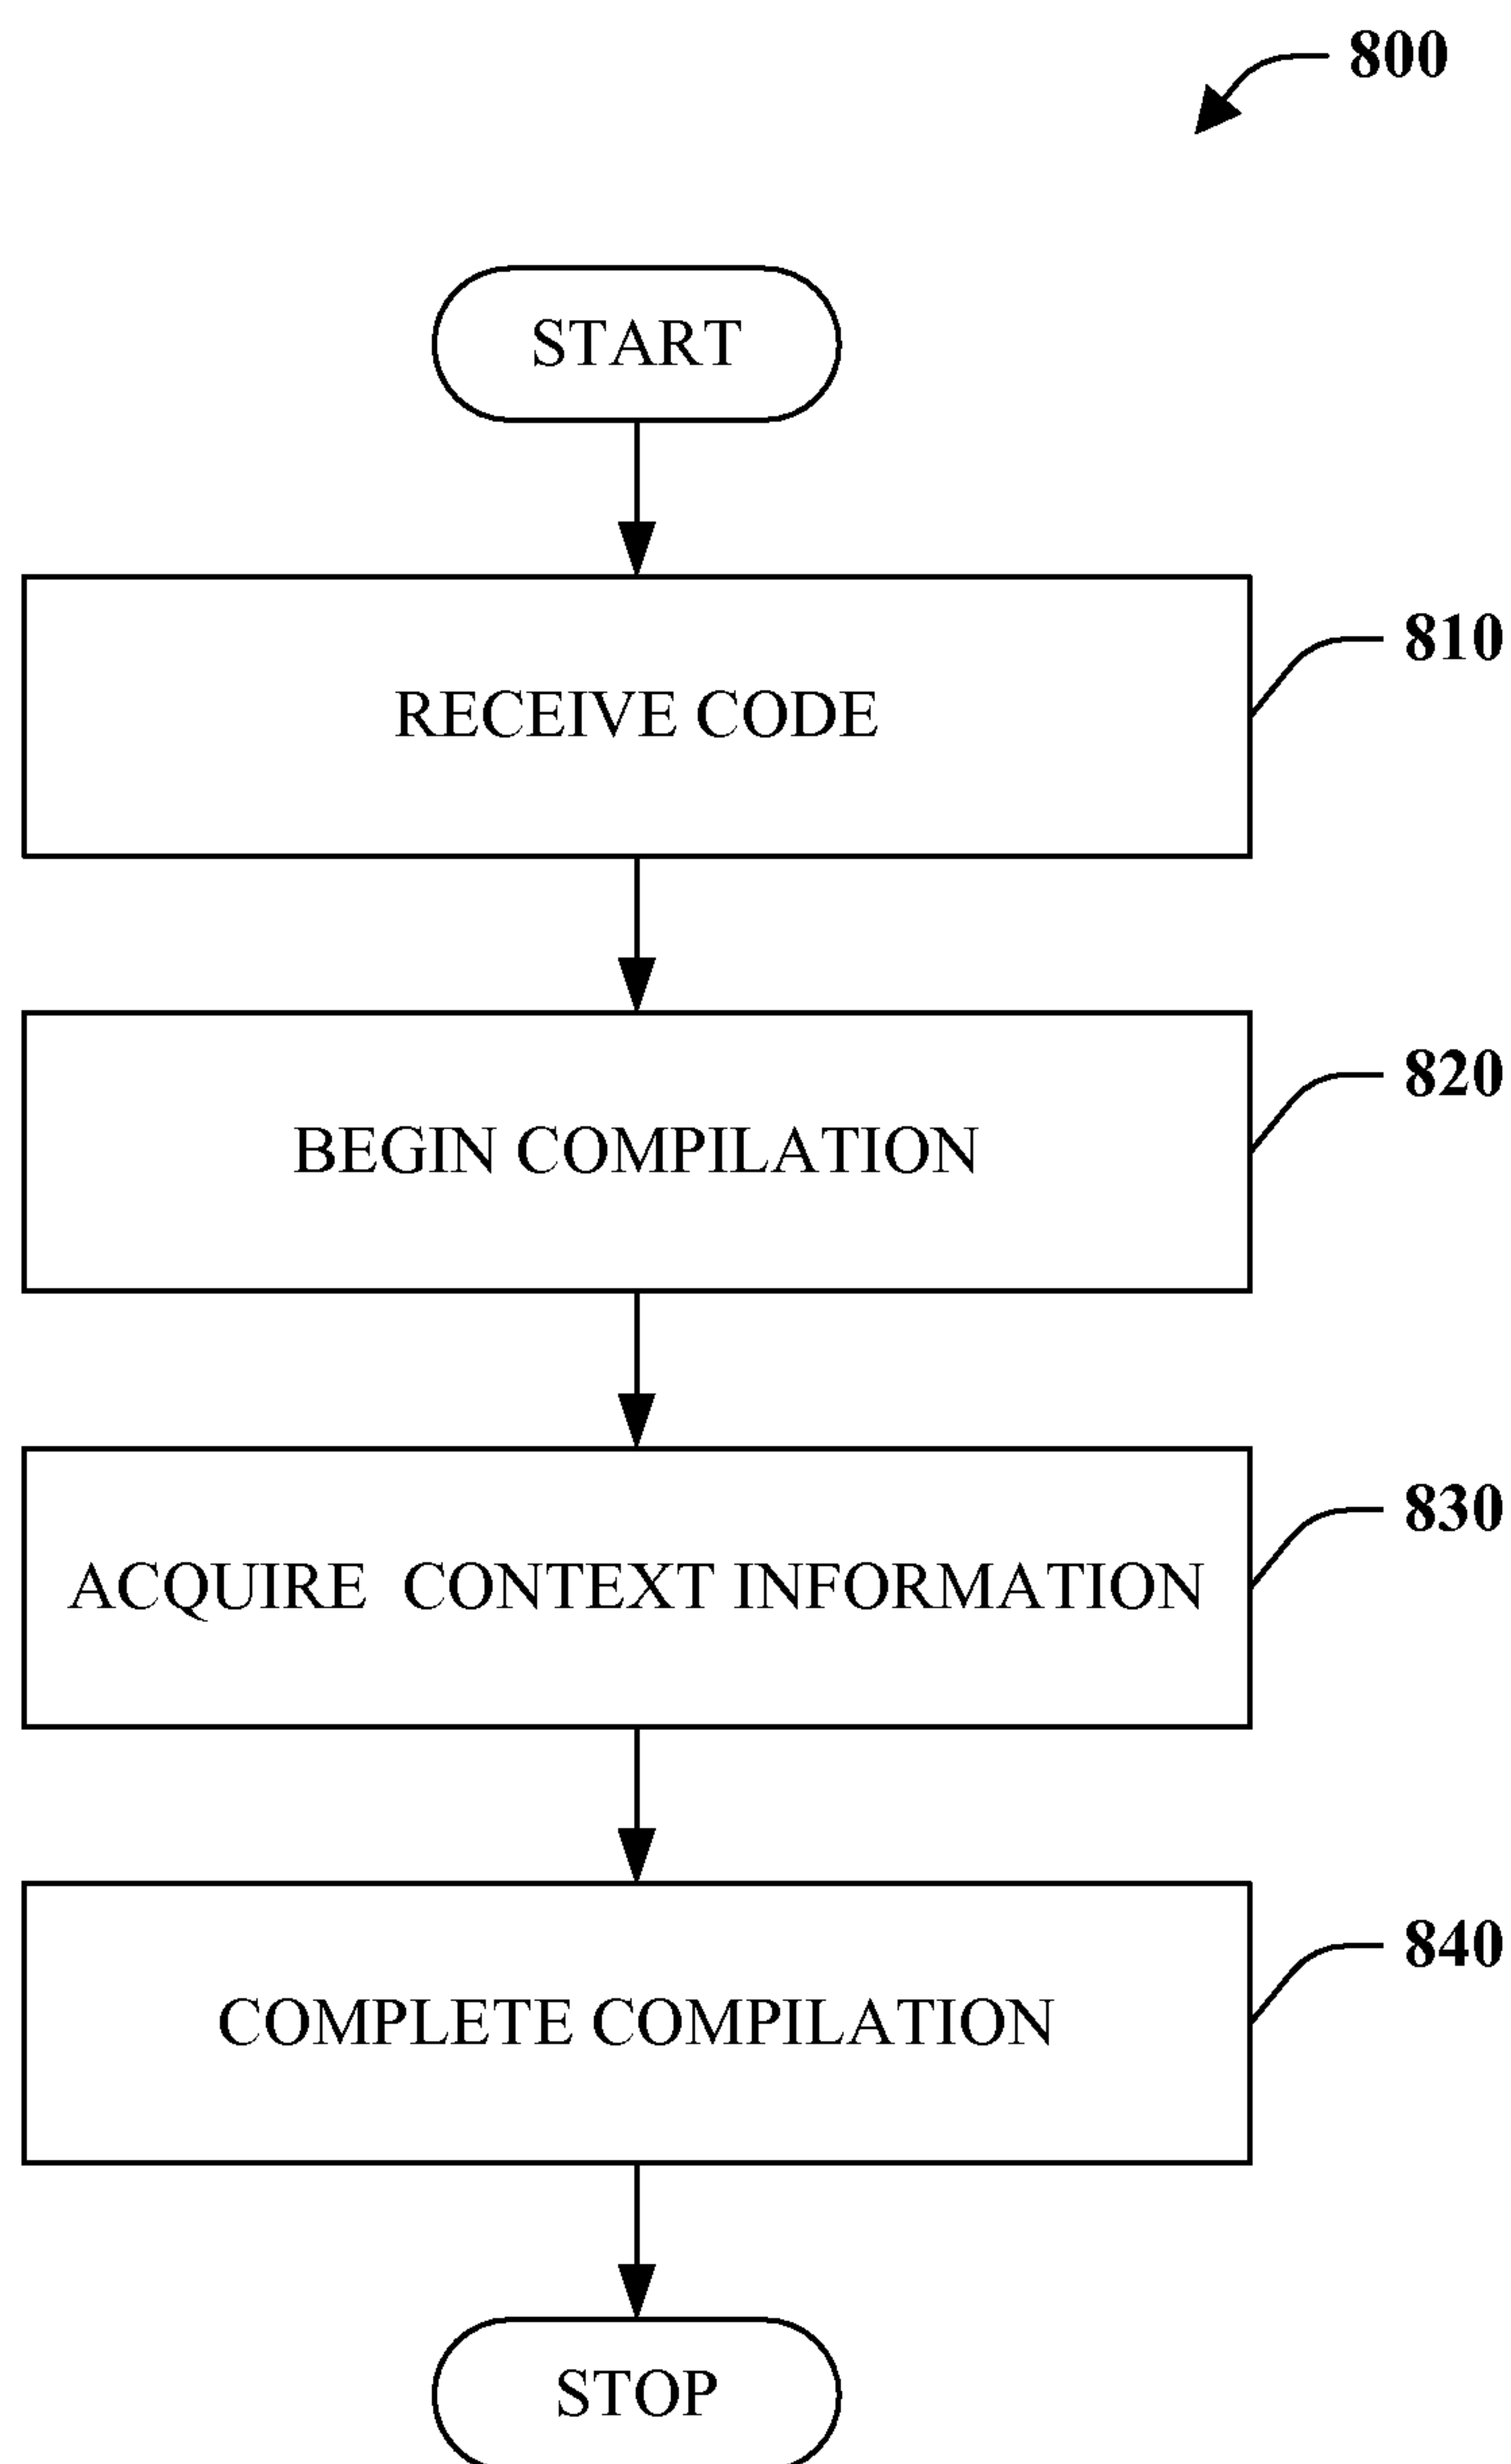 800
START
RECEIVE CODE
810
BEGIN COMPILATION
820
ACQUIRE CONTEXT INFORMATION
830
COMPLETE COMPILATION
840
STOP